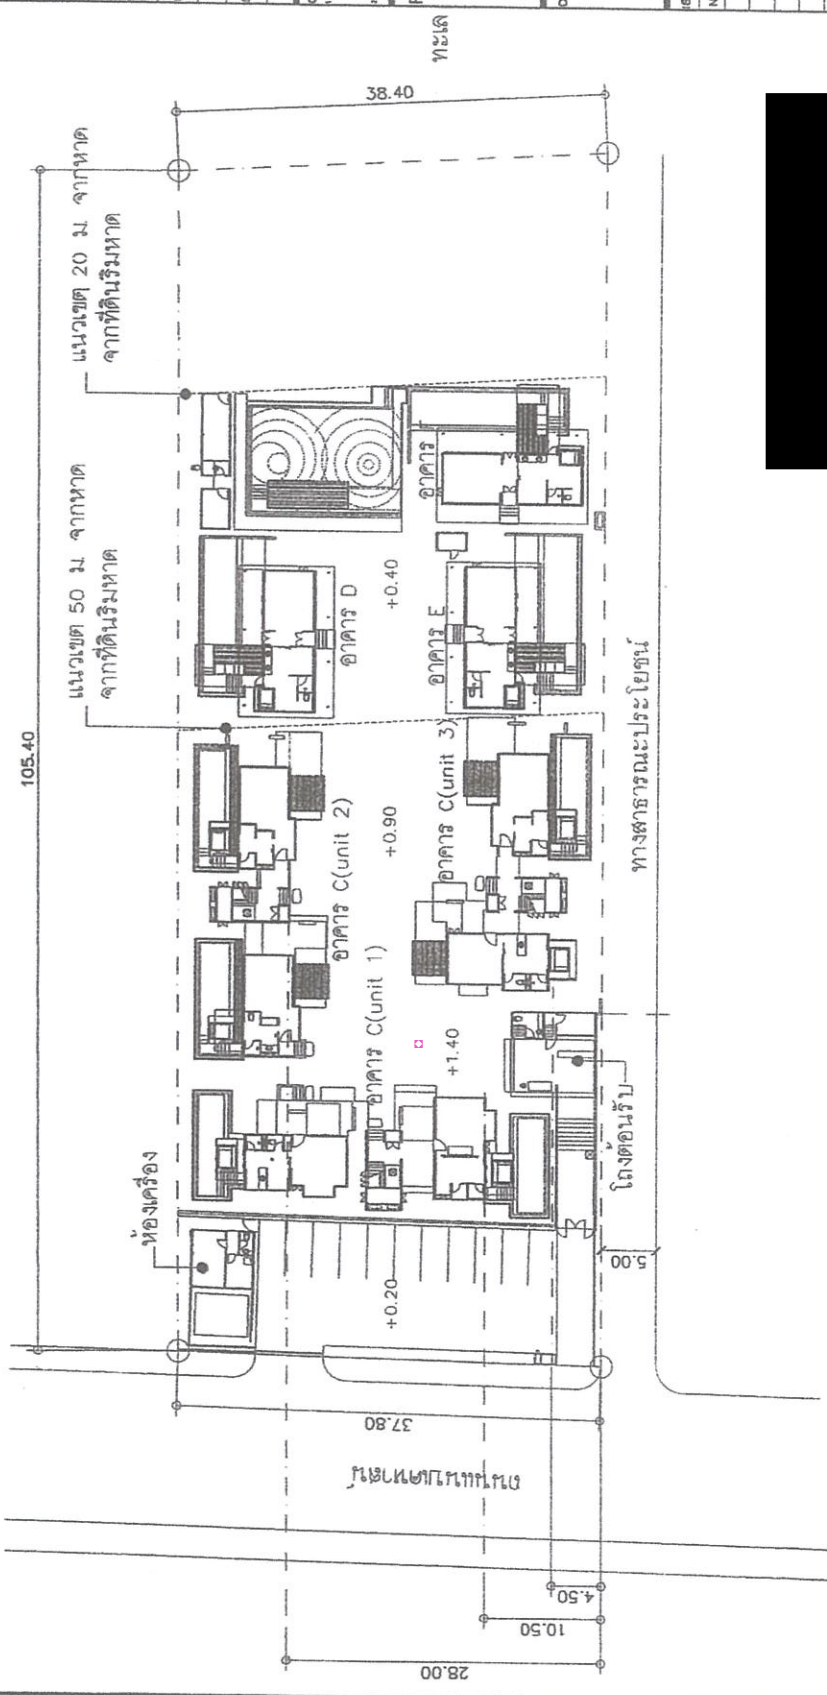 ทะเล
38.40
แนวเขต 20 ม. จากหาด
จากที่ดินริมหาด
แนวเขต 50 ม. จากหาด
จากที่ดินริมหาด
105.40
อาคาร
อาคาร D
+0.40
อาคาร E
อาคาร C(unit 2)
+0.90
อาคาร C(unit 3)
ทางสาธารณะประโยชน์
อาคาร C(unit 1)
+1.40
โถงต้อนรับ
ห้องเครื่อง
+0.20
5.00
37.80
4.50
10.50
28.00